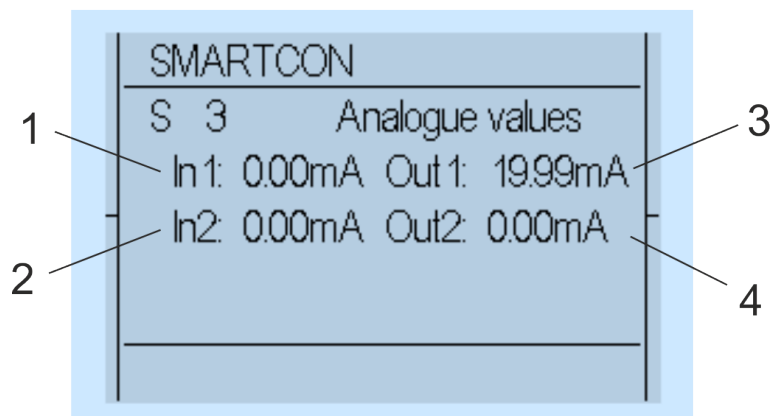 SMARTCON
S 3 Analogue values
1 In1: 0.00mA Out1: 19.99mA 3
In2: 0.00mA Out2: 0.00mA
2 4